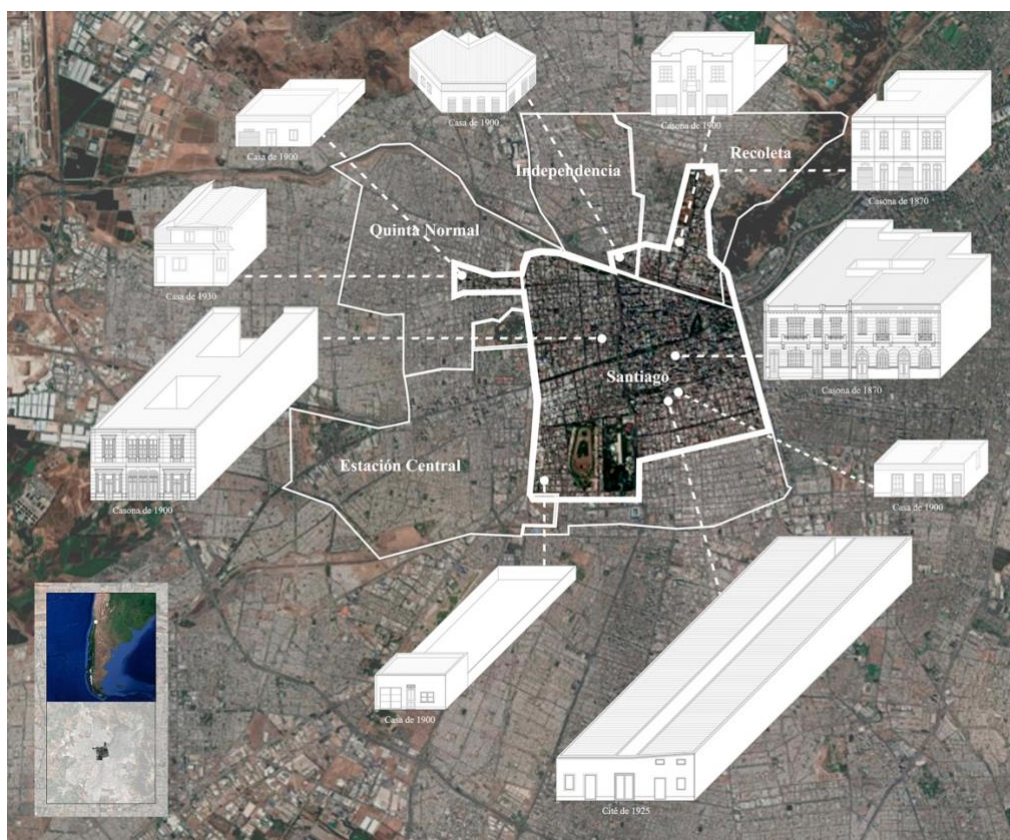 Casa de 1900
Casa de 1900
Casona de 1900
Casona de 1870
Independencia
Recoleta
Quinta Normal
Casa de 1930
Santiago
Casona de 1870
Estación Central
Casona de 1900
Casa de 1900
Casa de 1900
Cité de 1925